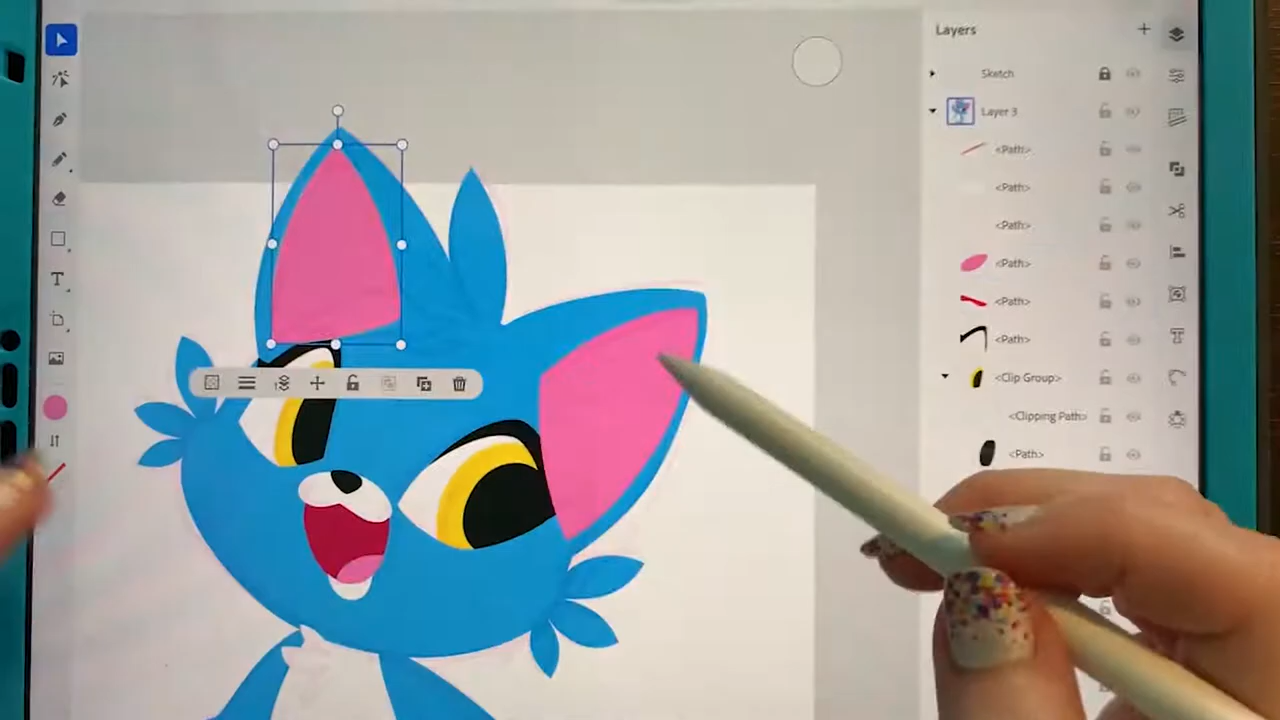 Layers
Sketch
Layer 3
<Path>
<Path>
<Path>
<Path>
<Path>
<Path>
<Clip Group>
<Clipping Path>
<Path>